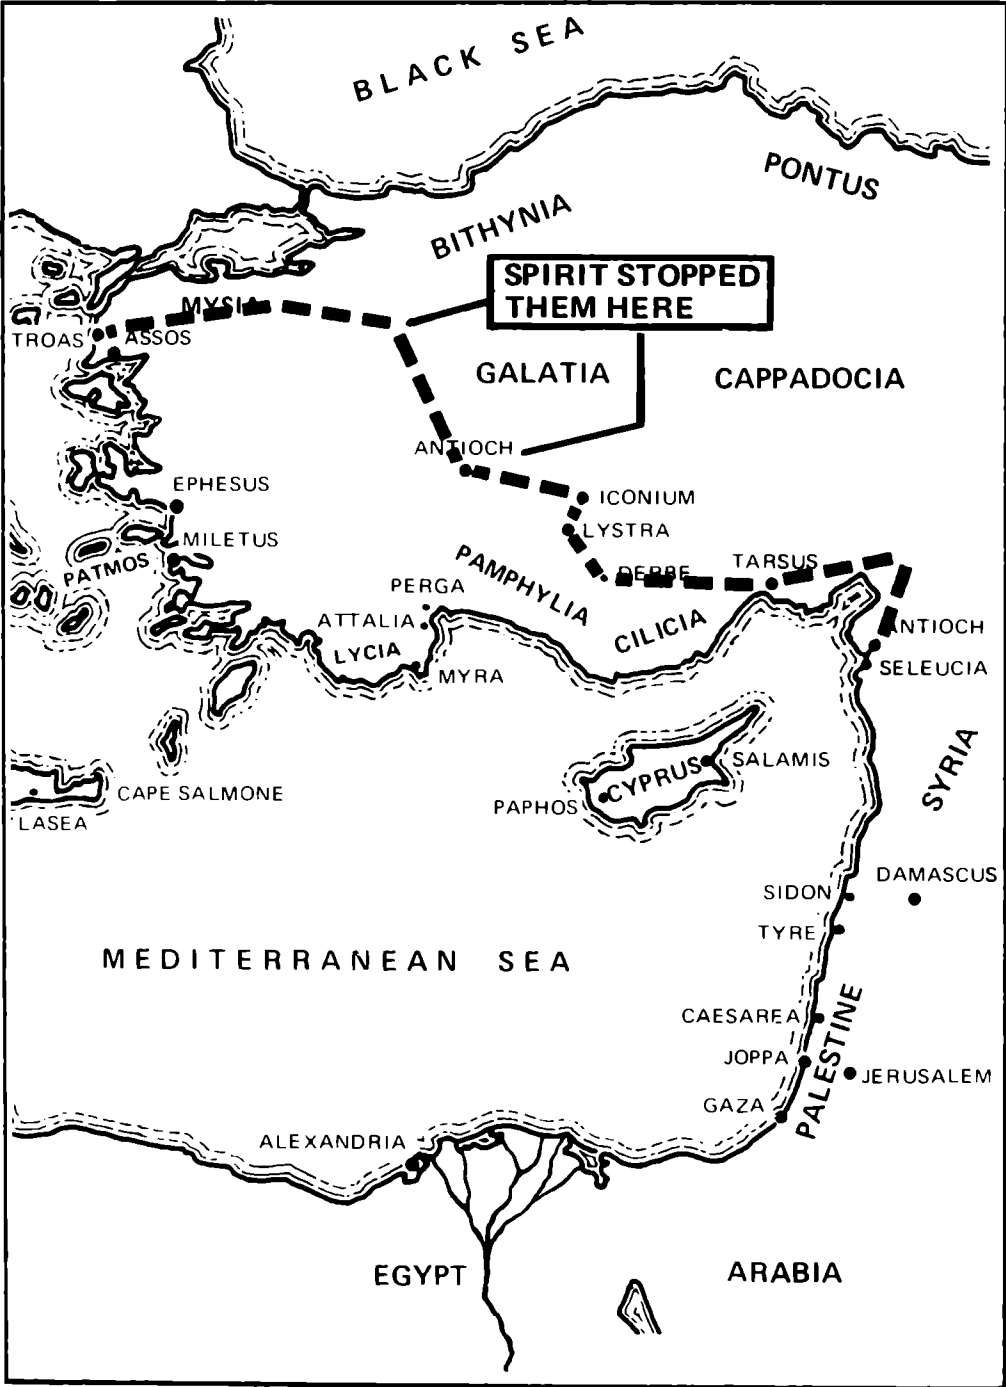 BLACK SEA
PONTUS
BITHYNIA
SPIRIT STOPPED
THEM HERE
MYSIA
TROAS
ASSOS
GALATIA
CAPPADOCIA
ANTIOCH
EPHESUS
ICONIUM
LYSTRA
MILETUS
PATMOS
PAMPHYLIA
DERBE
TARSUS
PERGA
ATTALIA
CILICIA
ANTIOCH
LYCIA
MYRA
SELEUCIA
SYRIA
CYPRUS
SALAMIS
PAPHOS
CAPE SALMONE
LASEA
DAMASCUS
SIDON
TYRE
MEDITERRANEAN SEA
CAESAREA
PALESTINE
JOPPA
JERUSALEM
GAZA
ALEXANDRIA
EGYPT
ARABIA